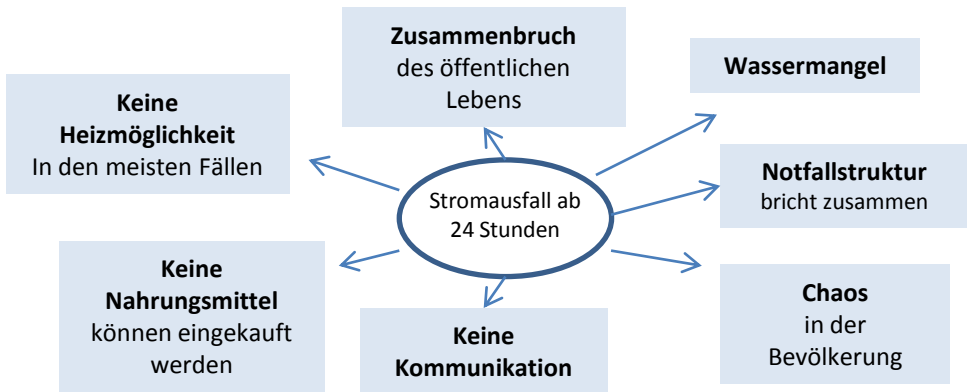 Zusammenbruch
des öffentlichen
Lebens
Wassermangel
Keine
Heizmöglichkeit
In den meisten Fällen
Notfallstruktur
bricht zusammen
Stromausfall ab
24 Stunden
Keine
Nahrungsmittel
können eingekauft
werden
Chaos
in der
Bevölkerung
Keine
Kommunikation